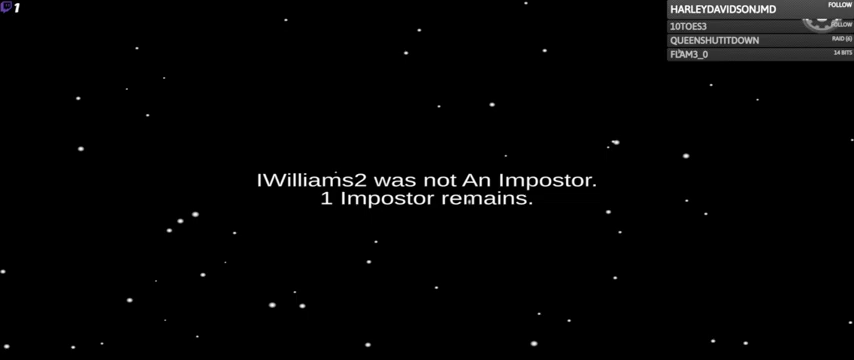 1
HARLEYDAVIDSONJMD FOLLOW
10TOES3 FOLLOW
QUEENSHUTITDOWN RAID (6)
FLAM3_0 14 BITS
IWilliams2 was not An Impostor.
1 Impostor remains.